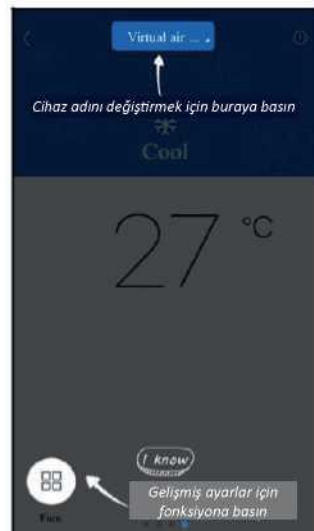 Virtual air ...
Cihaz adını değiştirmek için buraya basın
Cool
27 °C
I know
Gelişmiş ayarlar için
fonksiyona basın